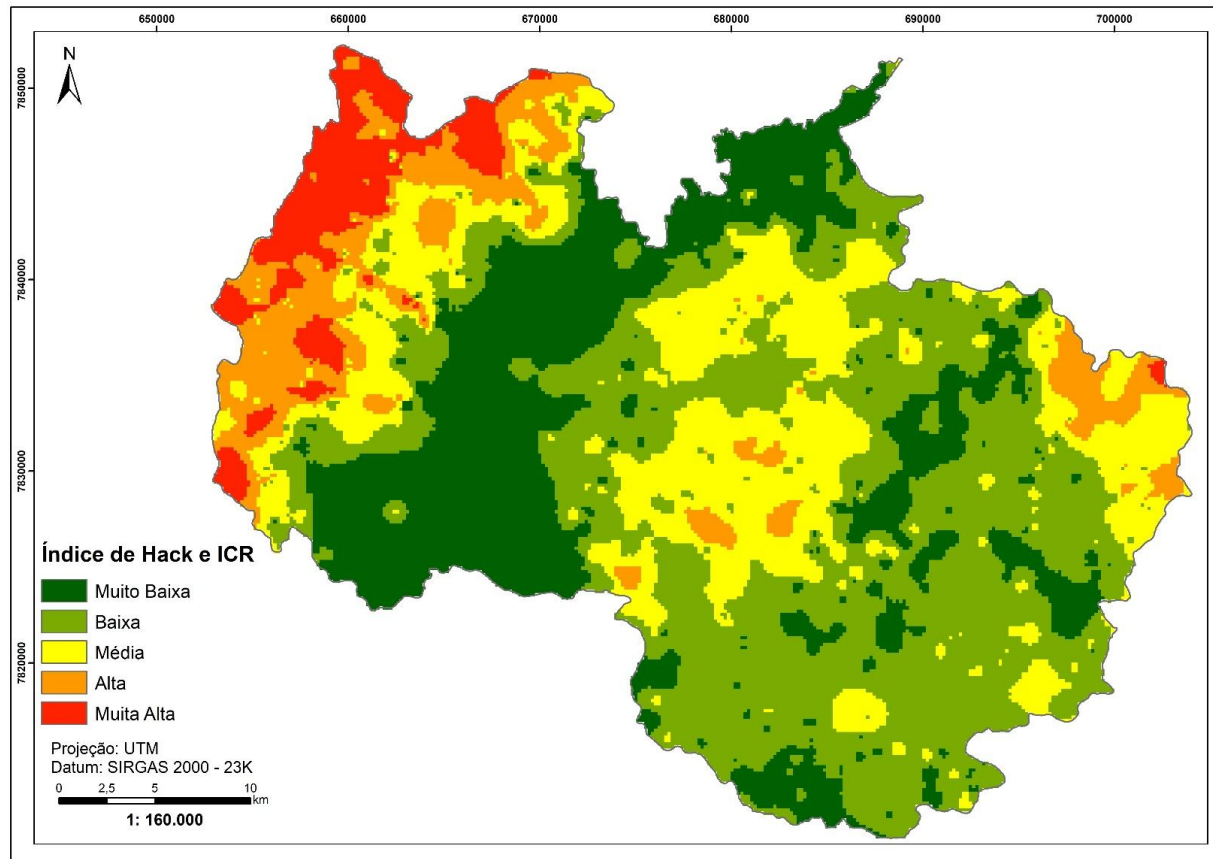 650000 660000 670000 680000 690000 700000
N
7850000
7840000
7830000
7820000
Índice de Hack e ICR
Muito Baixa
Baixa
Média
Alta
Muita Alta
Projeção: UTM
Datum: SIRGAS 2000 - 23K
0 2,5 5 10
km
1: 160.000